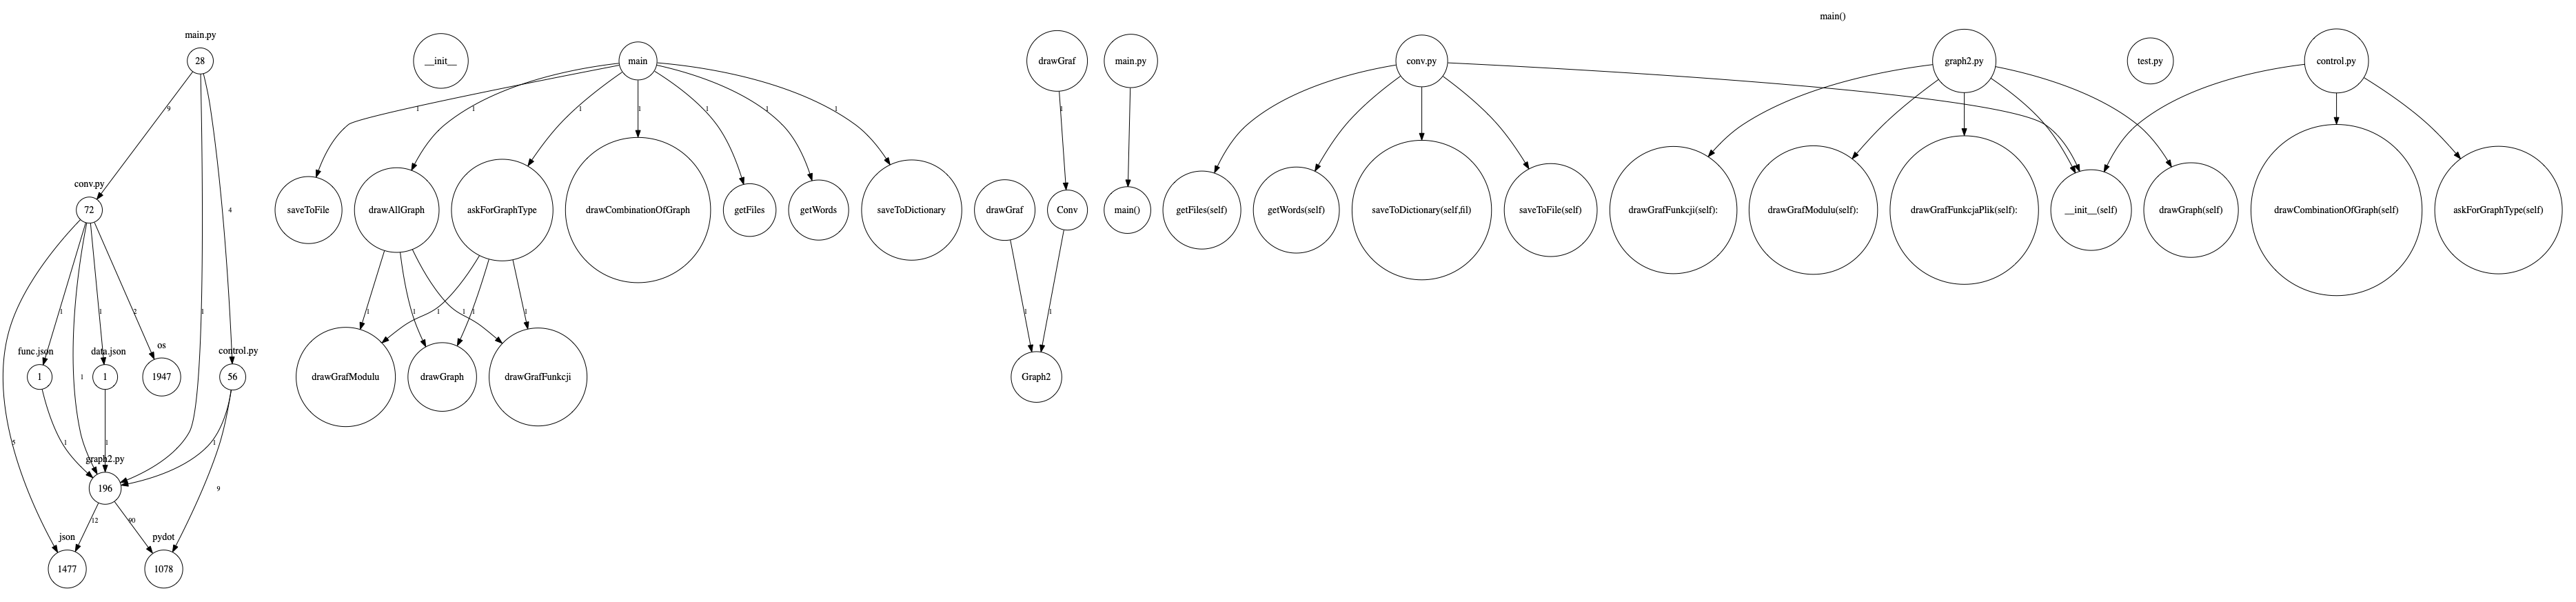 main()
main.py
28
__init__
main
drawGraf
main.py
conv.py
graph2.py
test.py
control.py
9
1
1
1
1
1
1
1
1
conv.py
72
4
saveToFile
drawAllGraph
askForGraphType
drawCombinationOfGraph
getFiles
getWords
saveToDictionary
drawGraf
Conv
main()
getFiles(self)
getWords(self)
saveToDictionary(self,fil)
saveToFile(self)
drawGrafFunkcji(self):
drawGrafModulu(self):
drawGrafFunkcjaPlik(self):
__init__(self)
drawGraph(self)
drawCombinationOfGraph(self)
askForGraphType(self)
1
1
2
1
1
1
1
1
1
1
1
1
func.json
data.json
os
control.py
1
1
1947
56
1
drawGrafModulu
drawGraph
drawGrafFunkcji
Graph2
5
1
1
1
graph2.py
196
9
12
90
json
pydot
1477
1078